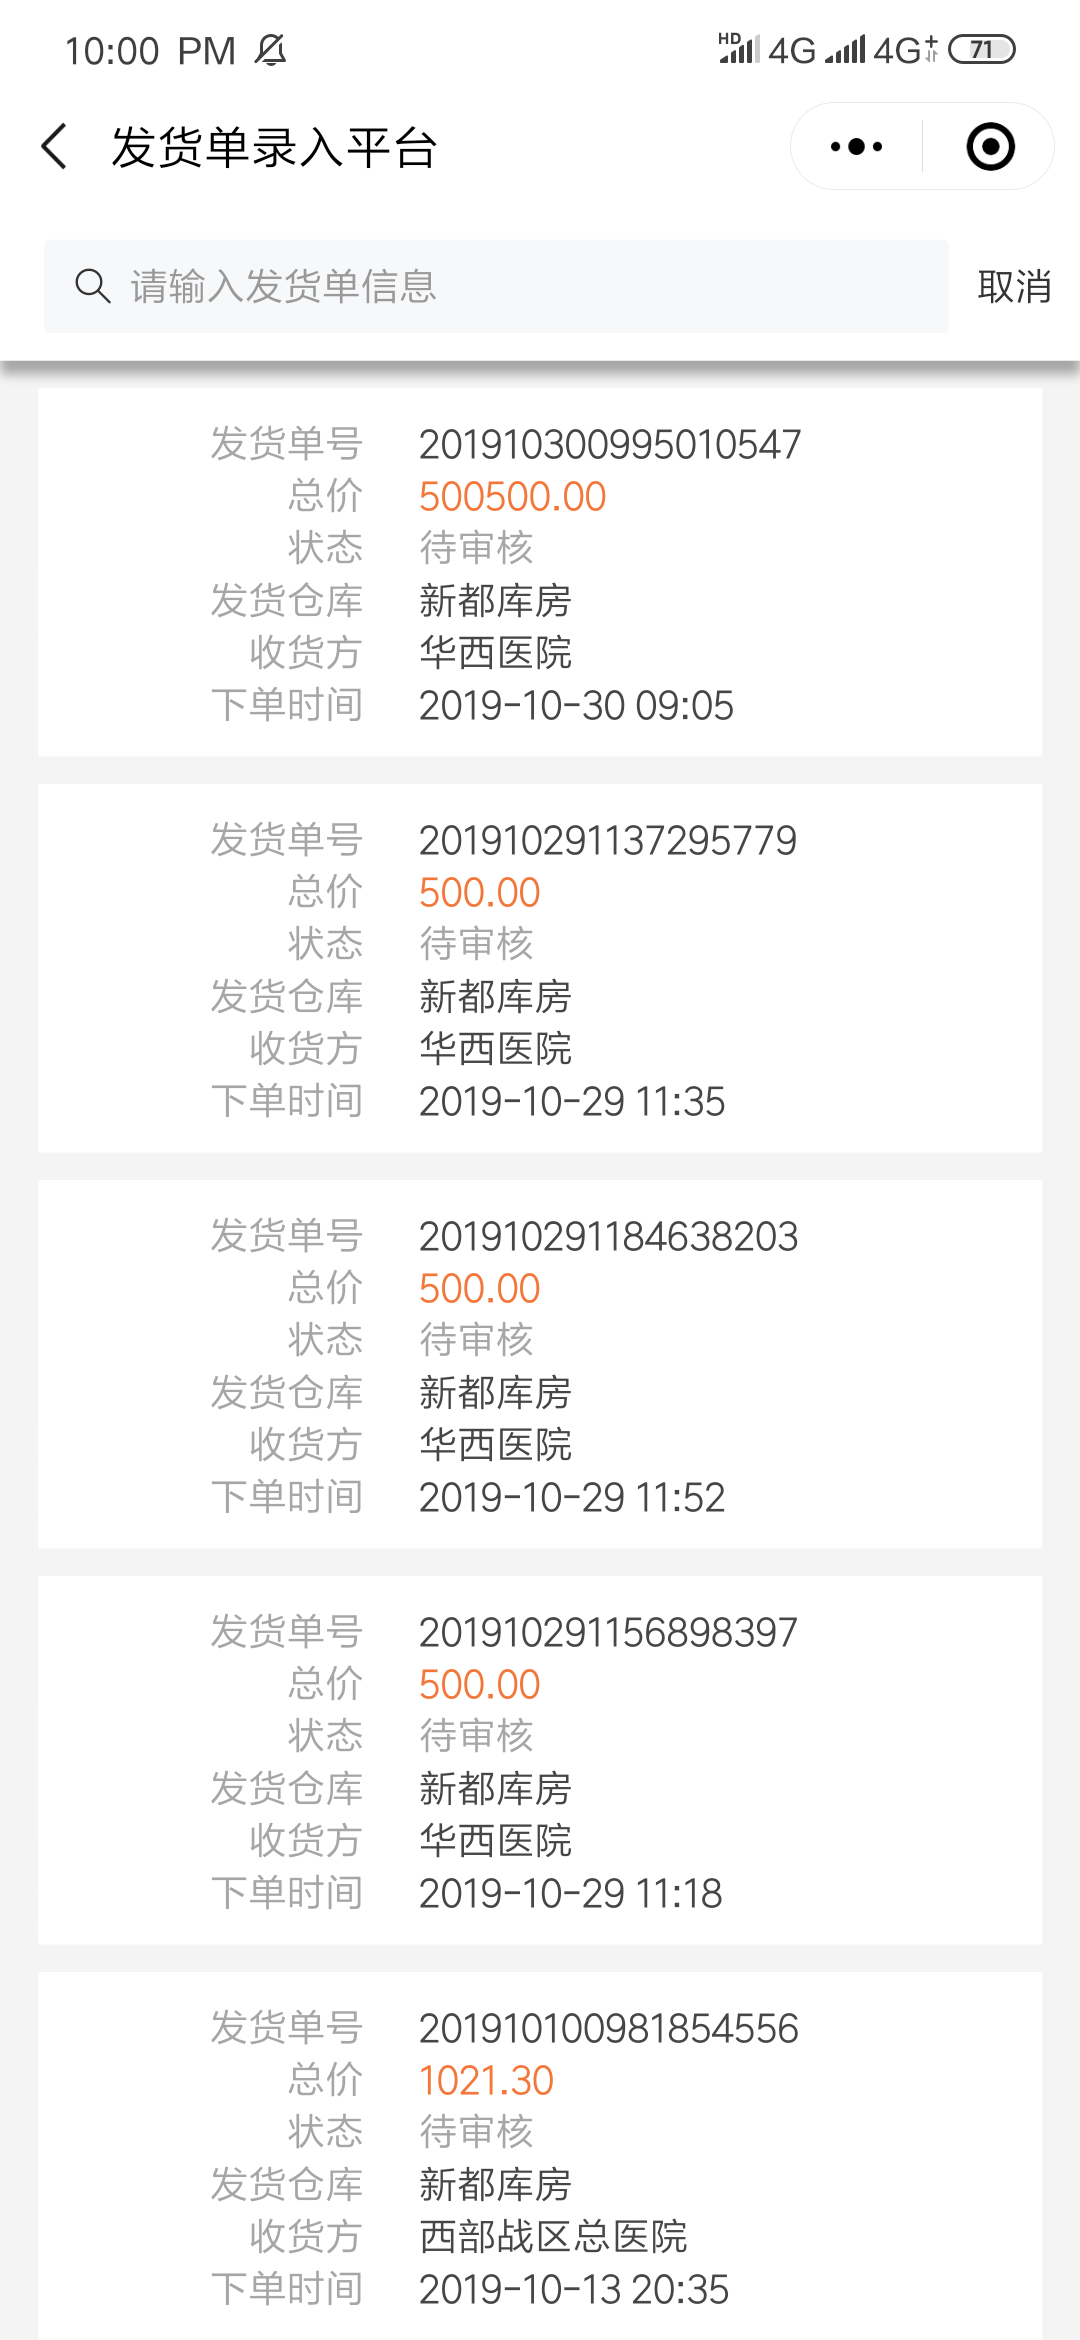 10:00 PM HD 4G 4G+ 71
发货单录入平台
请输入发货单信息 取消
发货单号 201910300995010547
总价 500500.00
状态 待审核
发货仓库 新都库房
收货方 华西医院
下单时间 2019-10-30 09:05
发货单号 201910291137295779
总价 500.00
状态 待审核
发货仓库 新都库房
收货方 华西医院
下单时间 2019-10-29 11:35
发货单号 201910291184638203
总价 500.00
状态 待审核
发货仓库 新都库房
收货方 华西医院
下单时间 2019-10-29 11:52
发货单号 201910291156898397
总价 500.00
状态 待审核
发货仓库 新都库房
收货方 华西医院
下单时间 2019-10-29 11:18
发货单号 201910100981854556
总价 1021.30
状态 待审核
发货仓库 新都库房
收货方 西部战区总医院
下单时间 2019-10-13 20:35